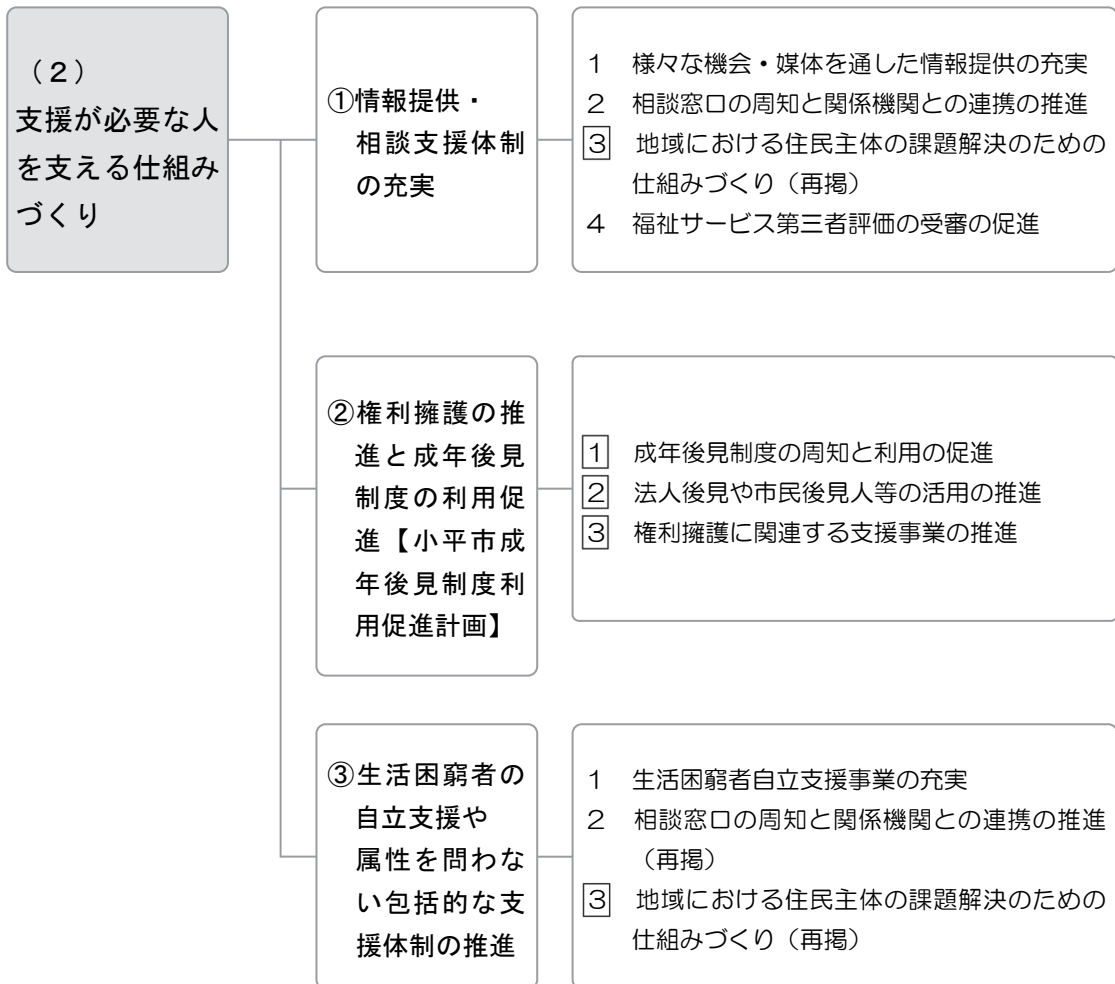 （２）
支援が必要な人
を支える仕組み
づくり
①情報提供・
相談支援体制
の充実
１　様々な機会・媒体を通した情報提供の充実
２　相談窓口の周知と関係機関との連携の推進
３　地域における住民主体の課題解決のための
仕組みづくり（再掲）
４　福祉サービス第三者評価の受審の促進
②権利擁護の推
進と成年後見
制度の利用促
進【小平市成
年後見制度利
用促進計画】
１　成年後見制度の周知と利用の促進
２　法人後見や市民後見人等の活用の推進
３　権利擁護に関連する支援事業の推進
③生活困窮者の
自立支援や
属性を問わな
い包括的な支
援体制の推進
１　生活困窮者自立支援事業の充実
２　相談窓口の周知と関係機関との連携の推進
（再掲）
３　地域における住民主体の課題解決のための
仕組みづくり（再掲）